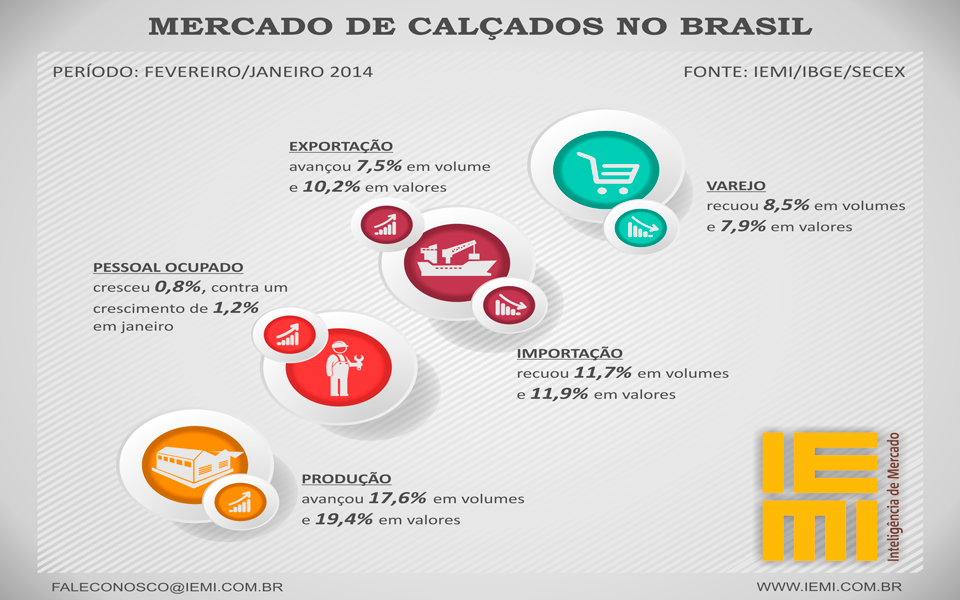 MERCADO DE CALÇADOS NO BRASIL
PERÍODO: FEVEREIRO/JANEIRO 2014
FONTE: IEMI/IBGE/SECEX
EXPORTAÇÃO
avançou 7,5% em volume
e 10,2% em valores
VAREJO
recuou 8,5% em volumes
e 7,9% em valores
PESSOAL OCUPADO
cresceu 0,8%, contra um
crescimento de 1,2%
em janeiro
IMPORTAÇÃO
recuou 11,7% em volumes
e 11,9% em valores
PRODUÇÃO
avançou 17,6% em volumes
e 19,4% em valores
IE
MI
Inteligência de Mercado
FALECONOSCO@IEMI.COM.BR
WWW.IEMI.COM.BR